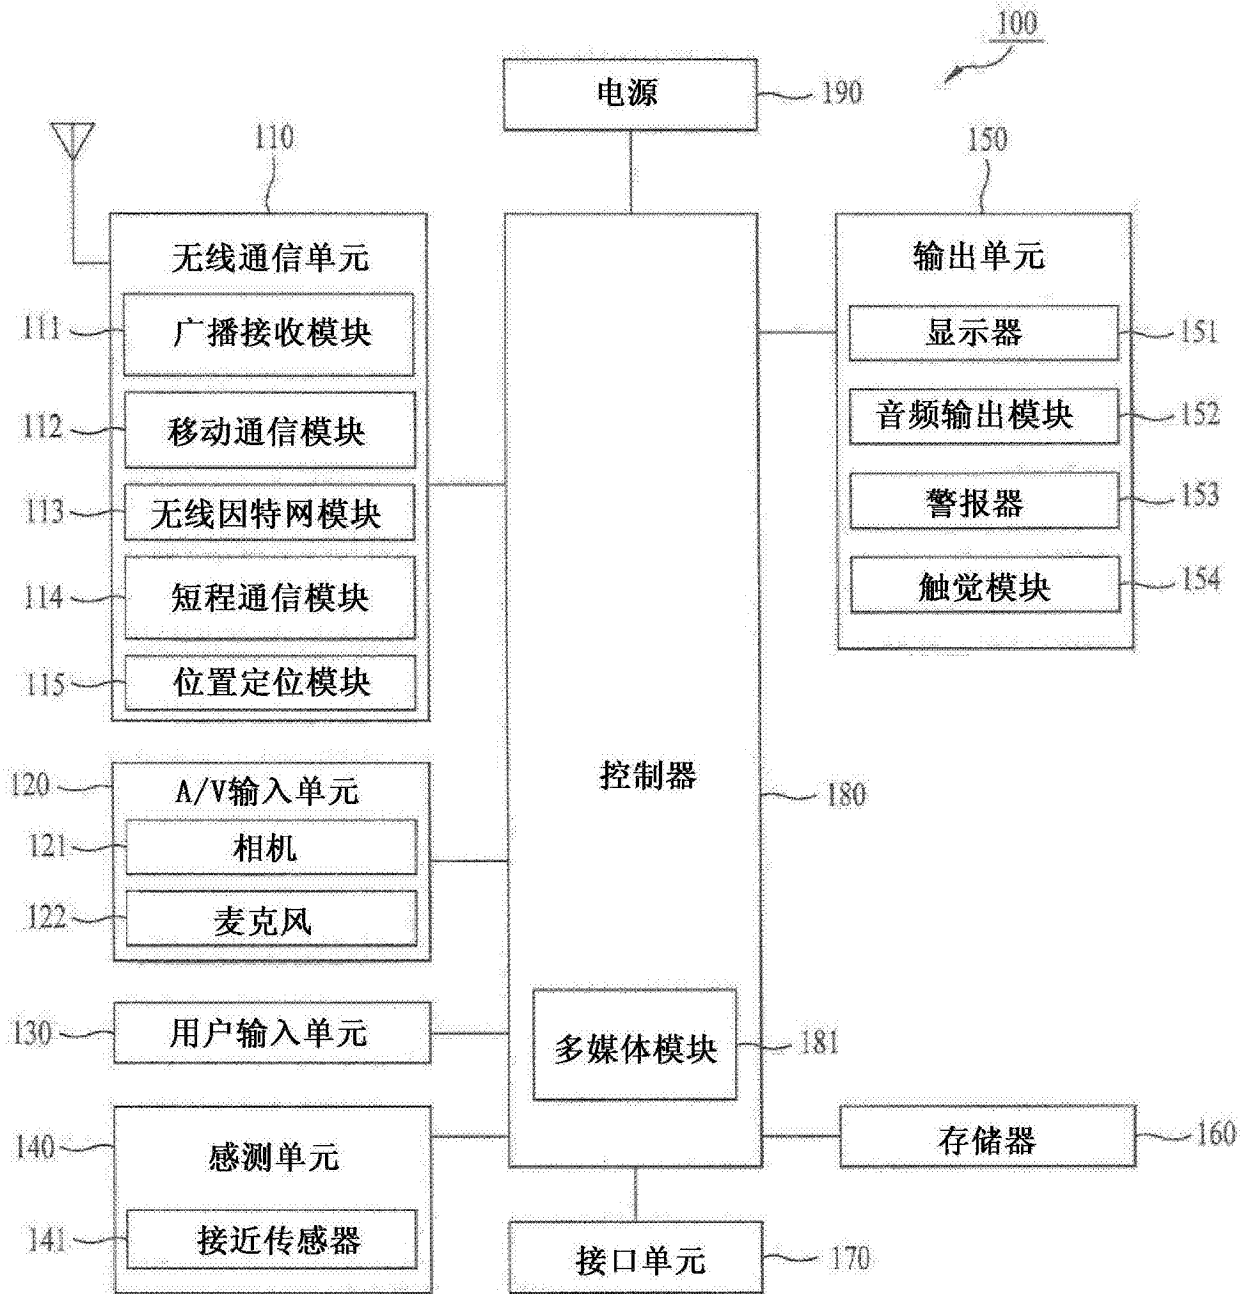 100
电源
190
110
无线通信单元
111
广播接收模块
112
移动通信模块
113
无线因特网模块
114
短程通信模块
115
位置定位模块
150
输出单元
显示器
151
音频输出模块
152
警报器
153
触觉模块
154
120
A/V输入单元
121
相机
122
麦克风
控制器
180
130
用户输入单元
多媒体模块
181
140
感测单元
141
接近传感器
存储器
160
接口单元
170